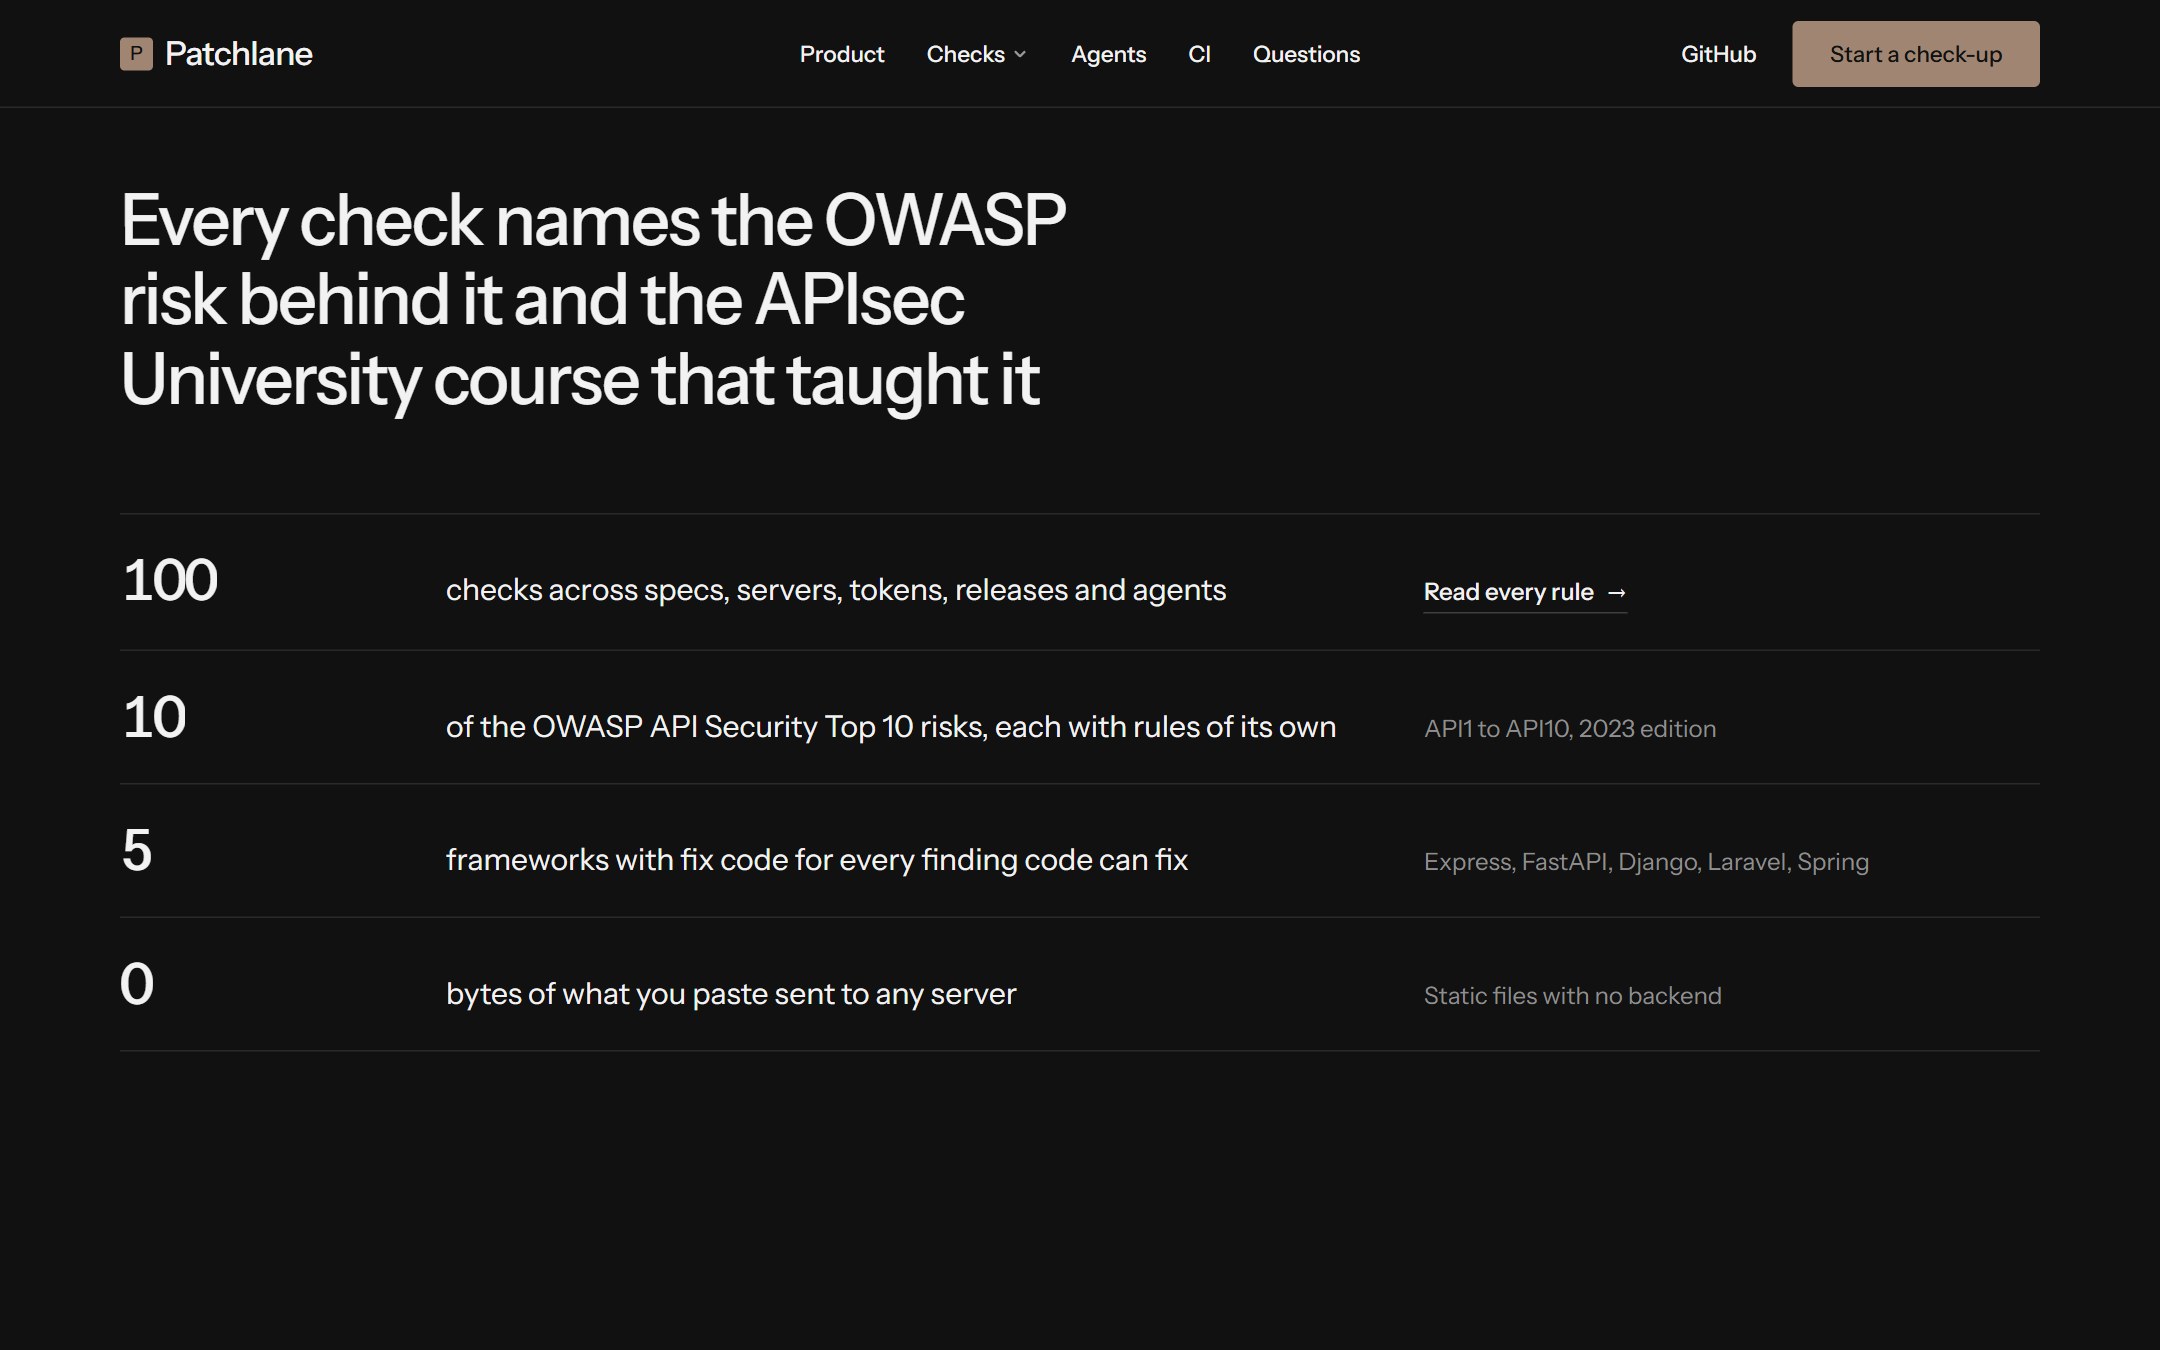 P Patchlane
Product Checks Agents CI Questions
GitHub Start a check-up
Every check names the OWASP
risk behind it and the APIsec
University course that taught it
100 checks across specs, servers, tokens, releases and agents Read every rule →
10 of the OWASP API Security Top 10 risks, each with rules of its own API1 to API10, 2023 edition
5 frameworks with fix code for every finding code can fix Express, FastAPI, Django, Laravel, Spring
0 bytes of what you paste sent to any server Static files with no backend